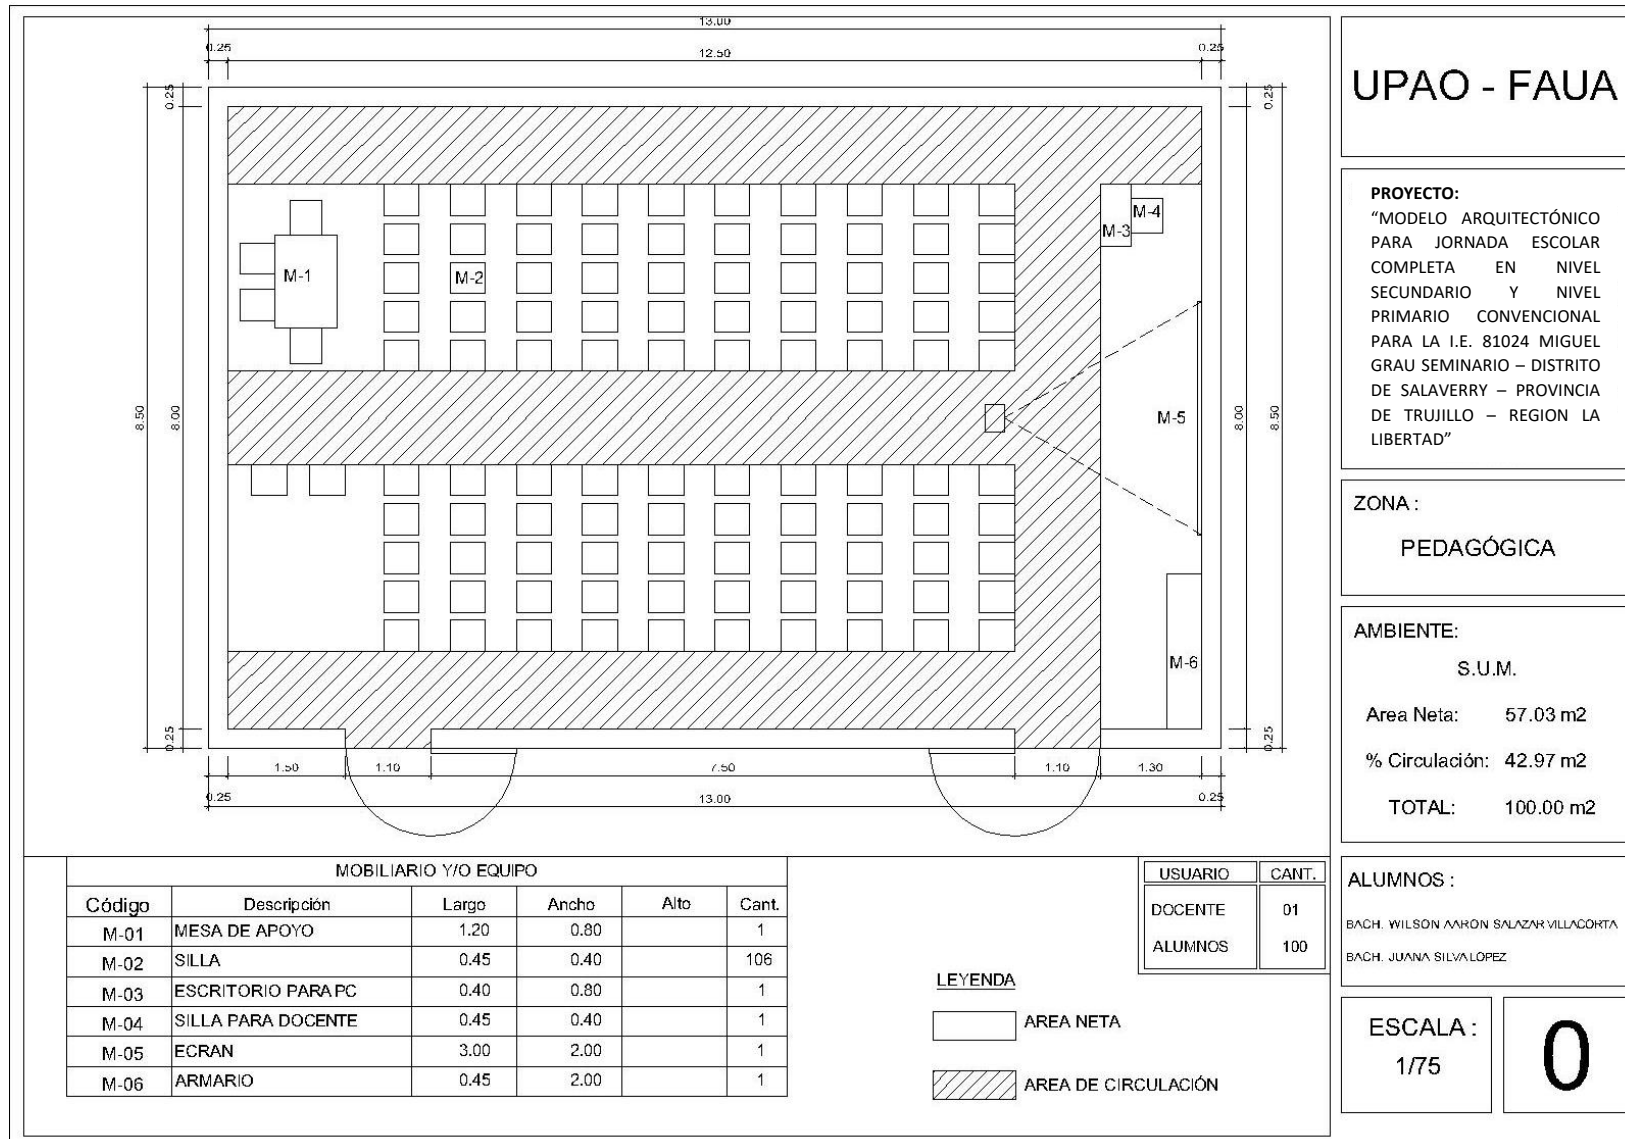 13.00
0.25
12.50
0.25
0.25
0.25
8.50
8.00
8.00
8.50
M-1
M-2
M-3
M-4
M-5
M-6
0.25
0.25
1.50
1.10
7.50
1.10
1.30
0.25
13.00
0.25
UPAO - FAUA
PROYECTO:
“MODELO ARQUITECTÓNICO
PARA JORNADA ESCOLAR
COMPLETA EN NIVEL
SECUNDARIO Y NIVEL
PRIMARIO CONVENCIONAL
PARA LA I.E. 81024 MIGUEL
GRAU SEMINARIO – DISTRITO
DE SALAVERRY – PROVINCIA
DE TRUJILLO – REGION LA
LIBERTAD”
ZONA :
PEDAGÓGICA
AMBIENTE:
S.U.M.
Area Neta: 57.03 m2
% Circulación: 42.97 m2
TOTAL: 100.00 m2
ALUMNOS :
BACH. WILSON AARÓN SALAZAR VILLACORTA
BACH. JUANA SILVA LÓPEZ
ESCALA :
1/75
0
MOBILIARIO Y/O EQUIPO
Código Descripción Largo Ancho Alto Cant.
M-01 MESA DE APOYO 1.20 0.80 1
M-02 SILLA 0.45 0.40 106
M-03 ESCRITORIO PARA PC 0.40 0.80 1
M-04 SILLA PARA DOCENTE 0.45 0.40 1
M-05 ECRAN 3.00 2.00 1
M-06 ARMARIO 0.45 2.00 1
USUARIO CANT.
DOCENTE 01
ALUMNOS 100
LEYENDA
AREA NETA
AREA DE CIRCULACIÓN